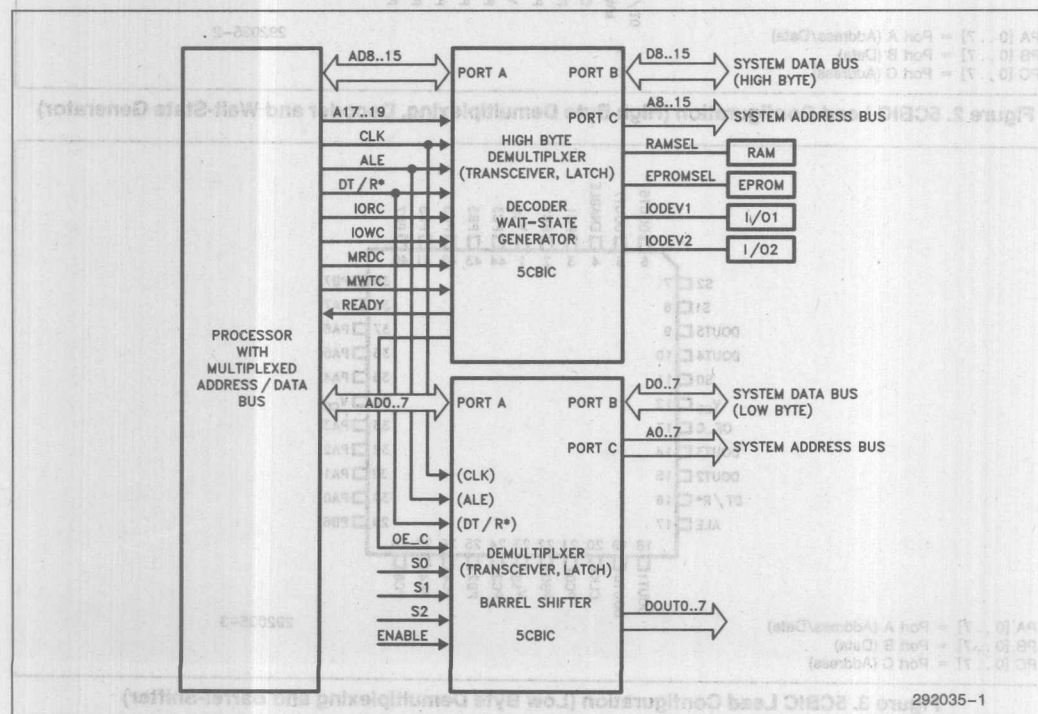 AD8..15
PORT A
PORT B
D8..15
SYSTEM DATA BUS
(HIGH BYTE)
A17..19
CLK
ALE
DT/R*
IORC
IOWC
MRDC
MWTC
READY
HIGH BYTE
DEMULTIPLXER
(TRANSCEIVER, LATCH)
DECODER
WAIT-STATE
GENERATOR
5CBIC
PORT C
A8..15
SYSTEM ADDRESS BUS
RAMSEL
RAM
EPROMSEL
EPROM
IODEV1
I/O1
IODEV2
I/O2
PROCESSOR
WITH
MULTIPLEXED
ADDRESS/DATA
BUS
AD0..7
PORT A
PORT B
D0..7
SYSTEM DATA BUS
(LOW BYTE)
PORT C
A0..7
SYSTEM ADDRESS BUS
(CLK)
(ALE)
(DT/R*)
OE_C
S0
S1
S2
ENABLE
DEMULTIPLXER
(TRANSCEIVER, LATCH)
BARREL SHIFTER
5CBIC
DOUT0..7
292035-1